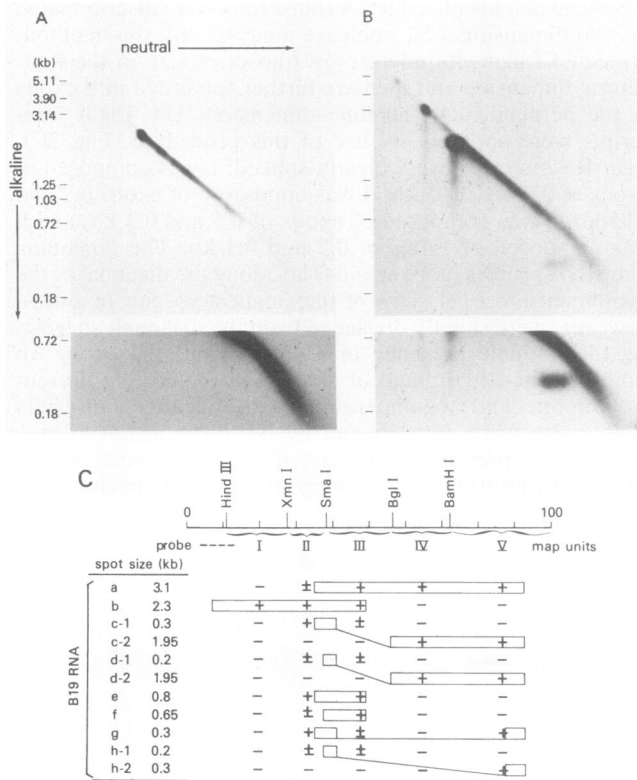 A
B
neutral
(kb)
5.11
3.90
3.14
1.25
1.03
0.72
0.18
alkaline
0.72
0.18
C
Hind III
Xmn I
Sma I
Bgl I
BamH I
0
100
probe ----- I II III IV V map units
spot size (kb)
B19 RNA
a 3.1 – ± + + +
b 2.3 + + + – –
c-1 0.3 – + ± – –
c-2 1.95 – – – + +
d-1 0.2 – ± ± – –
d-2 1.95 – – – + +
e 0.8 – + + – –
f 0.65 – ± + – –
g 0.3 – + ± – +
h-1 0.2 – ± ± – –
h-2 0.3 – – – – +